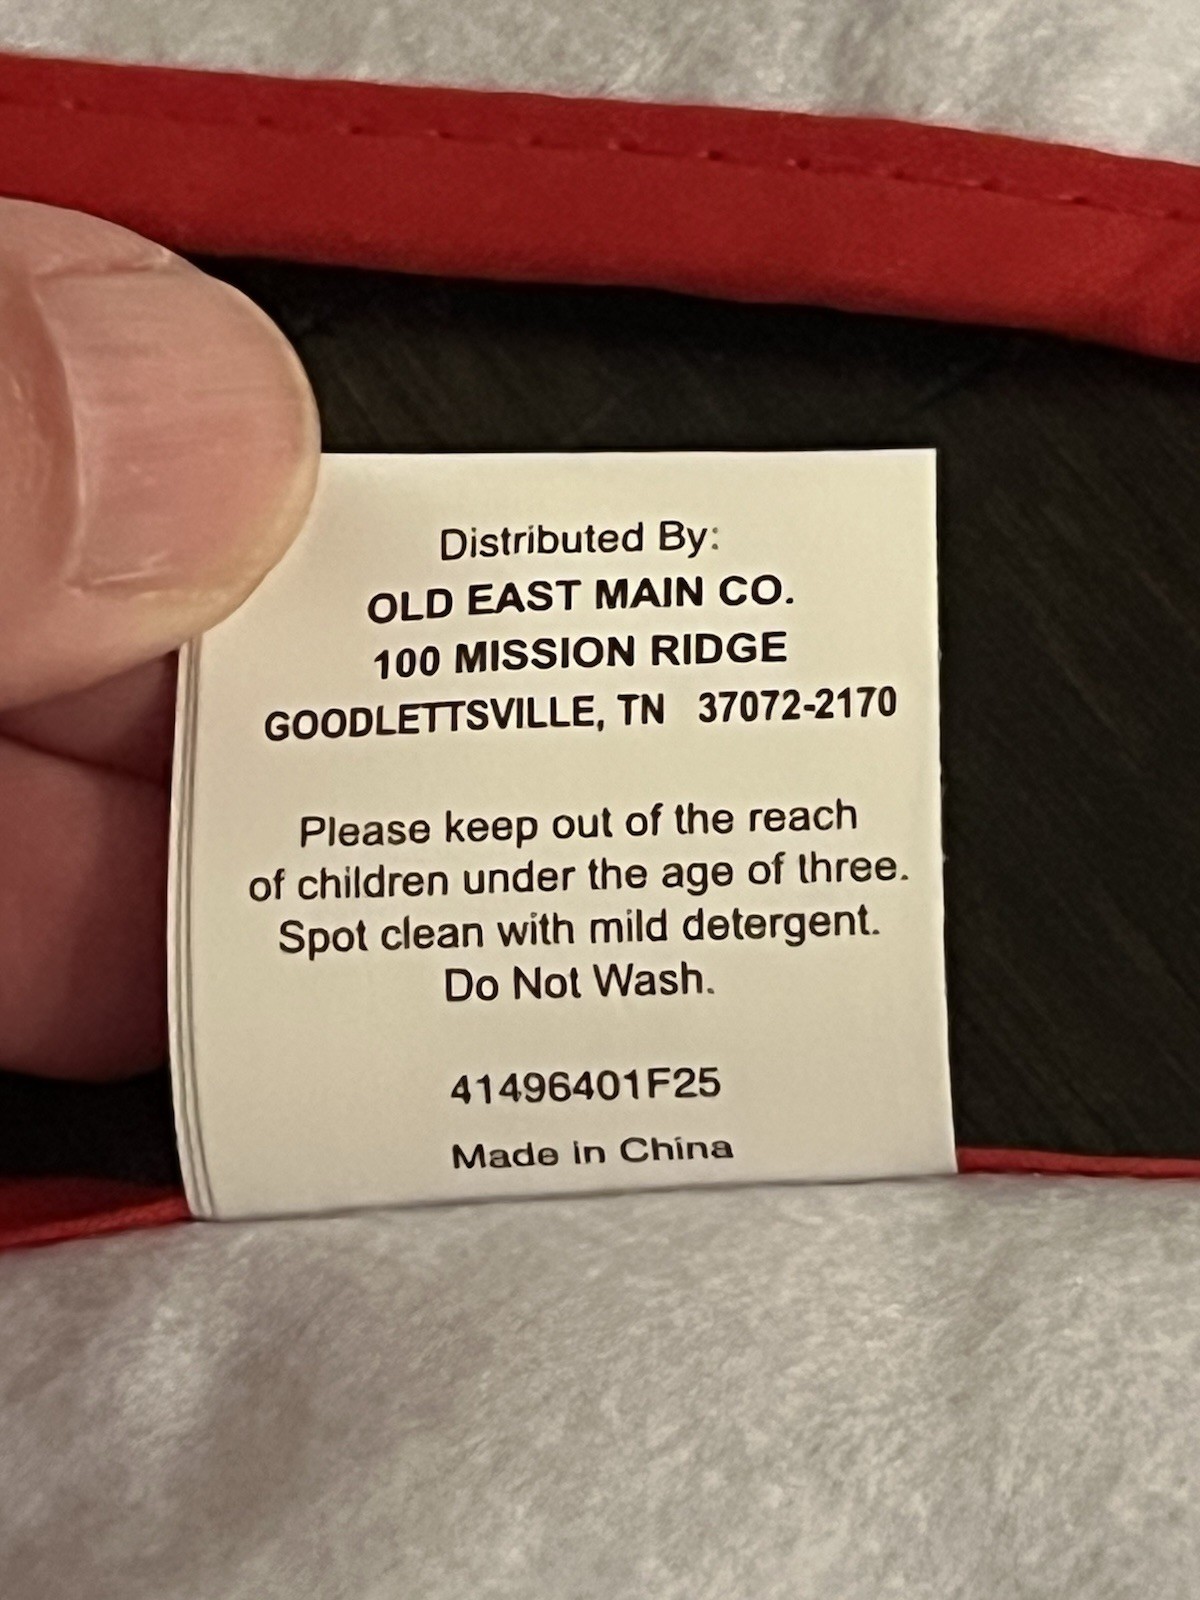 Distributed By:
OLD EAST MAIN CO.
100 MISSION RIDGE
GOODLETTSVILLE, TN 37072-2170
Please keep out of the reach
of children under the age of three.
Spot clean with mild detergent.
Do Not Wash.
41496401F25
Made in China